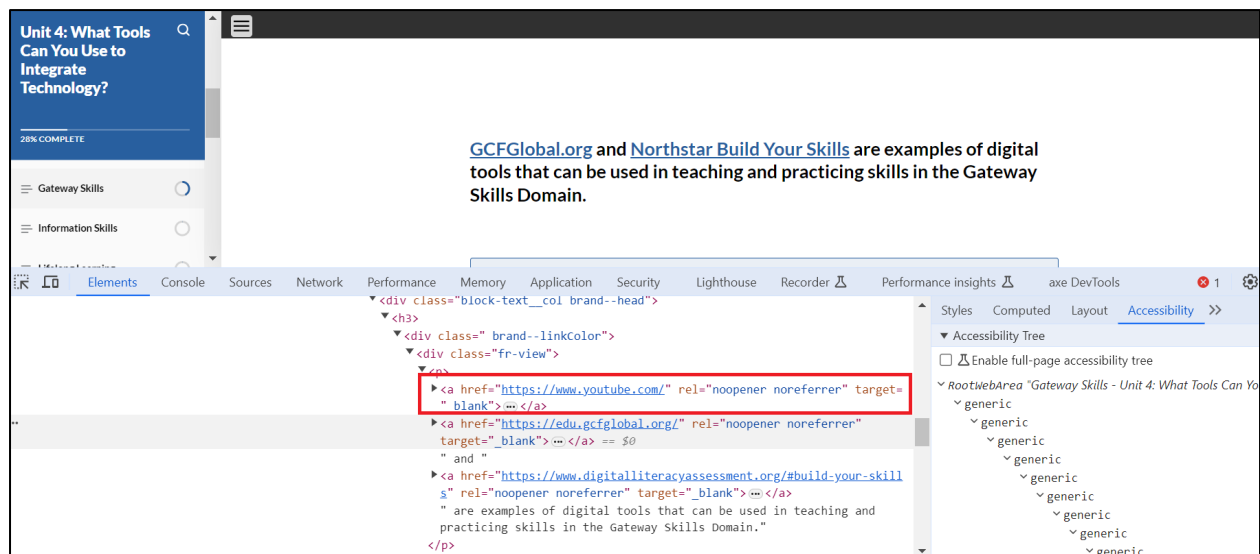 Unit 4: What Tools
Can You Use to
Integrate
Technology?
28% COMPLETE
Gateway Skills
Information Skills
GCFGlobal.org and Northstar Build Your Skills are examples of digital
tools that can be used in teaching and practicing skills in the Gateway
Skills Domain.
Elements Console Sources Network Performance Memory Application Security Lighthouse Recorder Performance insights axe DevTools 1
<div class="block-text__col brand--head">
<h3>
<div class=" brand--linkColor">
<div class="fr-view">
<p>
<a href="https://www.youtube.com/" rel="noopener noreferrer" target=
"_blank"> … </a>
<a href="https://edu.gcfglobal.org/" rel="noopener noreferrer"
target="_blank"> … </a> == $0
" and "
<a href="https://www.digitalliteracyassessment.org/#build-your-skill
s" rel="noopener noreferrer" target="_blank"> … </a>
" are examples of digital tools that can be used in teaching and
practicing skills in the Gateway Skills Domain."
</p>
Styles Computed Layout Accessibility
Accessibility Tree
Enable full-page accessibility tree
RootWebArea "Gateway Skills - Unit 4: What Tools Can Yo
generic
generic
generic
generic
generic
generic
generic
generic
generic